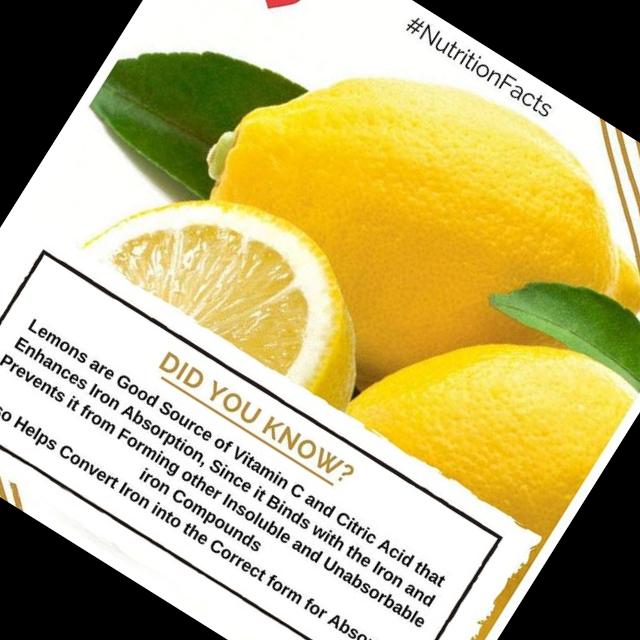 #NutritionFacts
DID YOU KNOW?
Lemons are Good Source of Vitamin C and Citric Acid that
Enhances Iron Absorption, Since it Binds with the Iron and
Prevents it from Forming other Insoluble and Unabsorbable
iron Compounds
Helps Convert Iron into the Correct form for